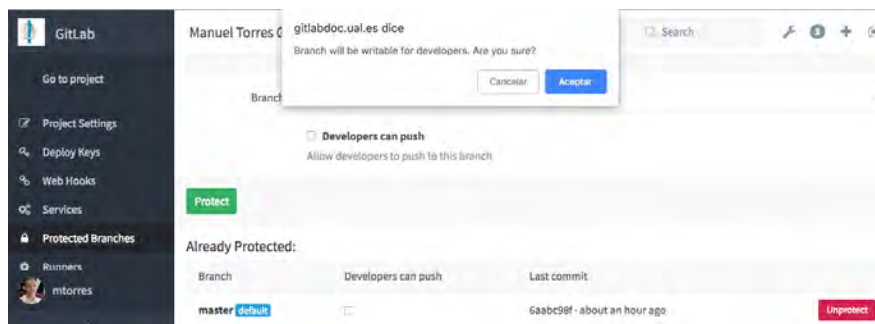 GitLab
Go to project
Project Settings
Deploy Keys
Web Hooks
Services
Protected Branches
Runners
mtorres
Manuel Torres
gitlabdoc.ual.es dice
Branch will be writable for developers. Are you sure?
Cancelar
Aceptar
Search
Branch
Developers can push
Allow developers to push to this branch
Protect
Already Protected:
Branch Developers can push Last commit
master default 6aabc98f - about an hour ago Unprotect